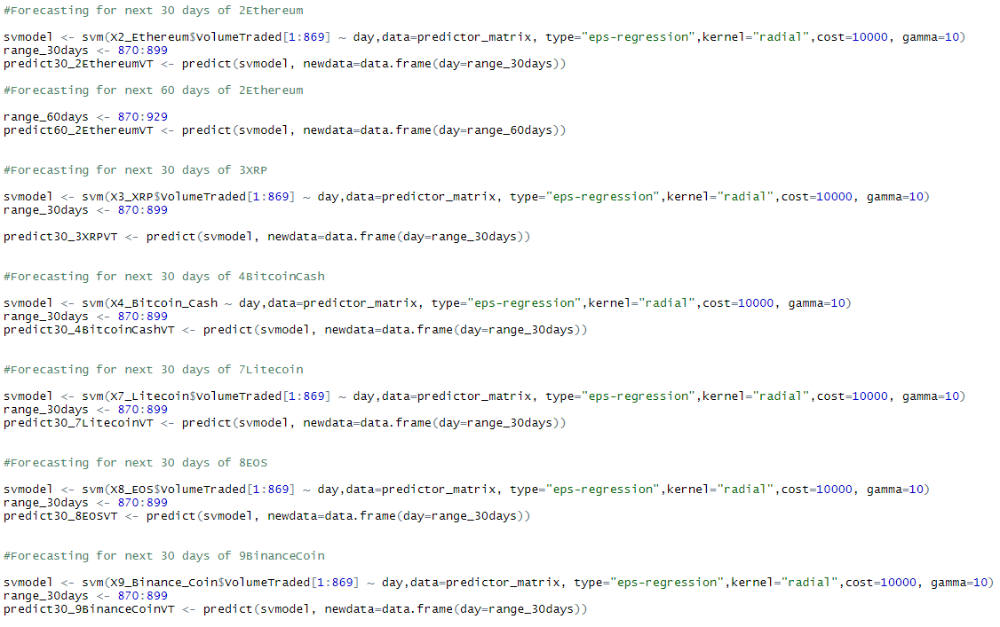 #Forecasting for next 30 days of 2Ethereum
svmodel <- svm(X2_Ethereum$VolumeTraded[1:869] ~ day,data=predictor_matrix, type="eps-regression",kernel="radial",cost=10000, gamma=10)
range_30days <- 870:899
predict30_2EthereumVT <- predict(svmodel, newdata=data.frame(day=range_30days))
#Forecasting for next 60 days of 2Ethereum
range_60days <- 870:929
predict60_2EthereumVT <- predict(svmodel, newdata=data.frame(day=range_60days))
#Forecasting for next 30 days of 3XRP
svmodel <- svm(X3_XRP$VolumeTraded[1:869] ~ day,data=predictor_matrix, type="eps-regression",kernel="radial",cost=10000, gamma=10)
range_30days <- 870:899
predict30_3XRPVT <- predict(svmodel, newdata=data.frame(day=range_30days))
#Forecasting for next 30 days of 4BitcoinCash
svmodel <- svm(X4_Bitcoin_Cash ~ day,data=predictor_matrix, type="eps-regression",kernel="radial",cost=10000, gamma=10)
range_30days <- 870:899
predict30_4BitcoinCashVT <- predict(svmodel, newdata=data.frame(day=range_30days))
#Forecasting for next 30 days of 7Litecoin
svmodel <- svm(X7_Litecoin$VolumeTraded[1:869] ~ day,data=predictor_matrix, type="eps-regression",kernel="radial",cost=10000, gamma=10)
range_30days <- 870:899
predict30_7LitecoinVT <- predict(svmodel, newdata=data.frame(day=range_30days))
#Forecasting for next 30 days of 8EOS
svmodel <- svm(X8_EOS$VolumeTraded[1:869] ~ day,data=predictor_matrix, type="eps-regression",kernel="radial",cost=10000, gamma=10)
range_30days <- 870:899
predict30_8EOSVT <- predict(svmodel, newdata=data.frame(day=range_30days))
#Forecasting for next 30 days of 9BinanceCoin
svmodel <- svm(X9_Binance_Coin$VolumeTraded[1:869] ~ day,data=predictor_matrix, type="eps-regression",kernel="radial",cost=10000, gamma=10)
range_30days <- 870:899
predict30_9BinanceCoinVT <- predict(svmodel, newdata=data.frame(day=range_30days))